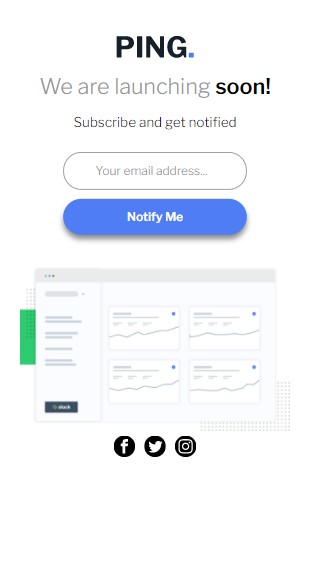 PING.
We are launching soon!
Subscribe and get notified
Your email address...
Notify Me
slack